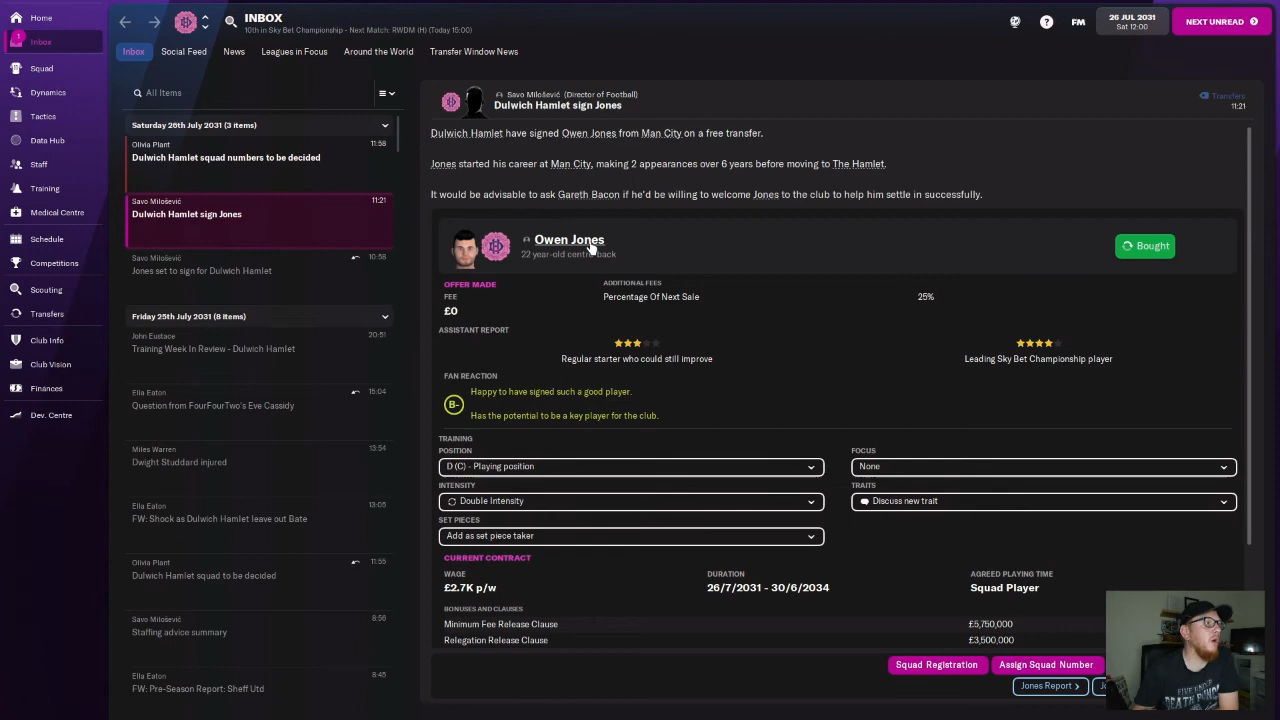 Home
INBOX
10th in Sky Bet Championship - Next Match: RWDM (H) (Today 15:00)
FM
26 JUL 2031
Sat 12:00
NEXT UNREAD
1
Inbox
Inbox
Social Feed
News
Leagues in Focus
Around the World
Transfer Window News
Squad
Dynamics
Tactics
Data Hub
Staff
Training
Medical Centre
Schedule
Competitions
Scouting
Transfers
Club Info
Club Vision
Finances
Dev. Centre
All Items
Saturday 26th July 2031 (3 items)
Olivia Plant
11:58
Dulwich Hamlet squad numbers to be decided
Savo Milošević
11:21
Dulwich Hamlet sign Jones
Savo Milošević
10:58
Jones set to sign for Dulwich Hamlet
Friday 25th July 2031 (8 items)
John Eustace
20:51
Training Week In Review - Dulwich Hamlet
Ella Eaton
15:04
Question from FourFourTwo's Eve Cassidy
Miles Warren
13:54
Dwight Studdard injured
Ella Eaton
13:05
FW: Shock as Dulwich Hamlet leave out Bate
Olivia Plant
11:55
Dulwich Hamlet squad to be decided
Savo Milošević
8:56
Staffing advice summary
Ella Eaton
8:45
FW: Pre-Season Report: Sheff Utd
Savo Milošević (Director of Football)
Dulwich Hamlet sign Jones
Transfers
11:21
Dulwich Hamlet have signed Owen Jones from Man City on a free transfer.
Jones started his career at Man City, making 2 appearances over 6 years before moving to The Hamlet.
It would be advisable to ask Gareth Bacon if he'd be willing to welcome Jones to the club to help him settle in successfully.
Owen Jones
22 year-old centre-back
Bought
OFFER MADE
ADDITIONAL FEES
FEE
Percentage Of Next Sale
25%
£0
ASSISTANT REPORT
Regular starter who could still improve
Leading Sky Bet Championship player
FAN REACTION
B-
Happy to have signed such a good player.
Has the potential to be a key player for the club.
TRAINING
POSITION
FOCUS
D (C) - Playing position
None
INTENSITY
TRAITS
Double Intensity
Discuss new trait
SET PIECES
Add as set piece taker
CURRENT CONTRACT
WAGE
DURATION
AGREED PLAYING TIME
£2.7K p/w
26/7/2031 - 30/6/2034
Squad Player
BONUSES AND CLAUSES
Minimum Fee Release Clause
£5,750,000
Relegation Release Clause
£3,500,000
Squad Registration
Assign Squad Number
Jones Report
FIVE FINGER
DEATH PUNCH